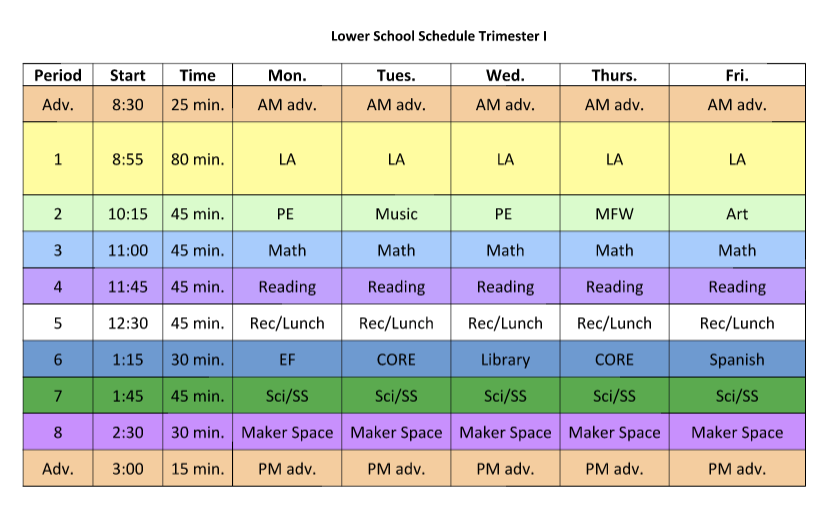 Lower School Schedule Trimester I
Period Start Time Mon. Tues. Wed. Thurs. Fri.
Adv. 8:30 25 min. AM adv. AM adv. AM adv. AM adv. AM adv.
1 8:55 80 min. LA LA LA LA LA
2 10:15 45 min. PE Music PE MFW Art
3 11:00 45 min. Math Math Math Math Math
4 11:45 45 min. Reading Reading Reading Reading Reading
5 12:30 45 min. Rec/Lunch Rec/Lunch Rec/Lunch Rec/Lunch Rec/Lunch
6 1:15 30 min. EF CORE Library CORE Spanish
7 1:45 45 min. Sci/SS Sci/SS Sci/SS Sci/SS Sci/SS
8 2:30 30 min. Maker Space Maker Space Maker Space Maker Space Maker Space
Adv. 3:00 15 min. PM adv. PM adv. PM adv. PM adv. PM adv.